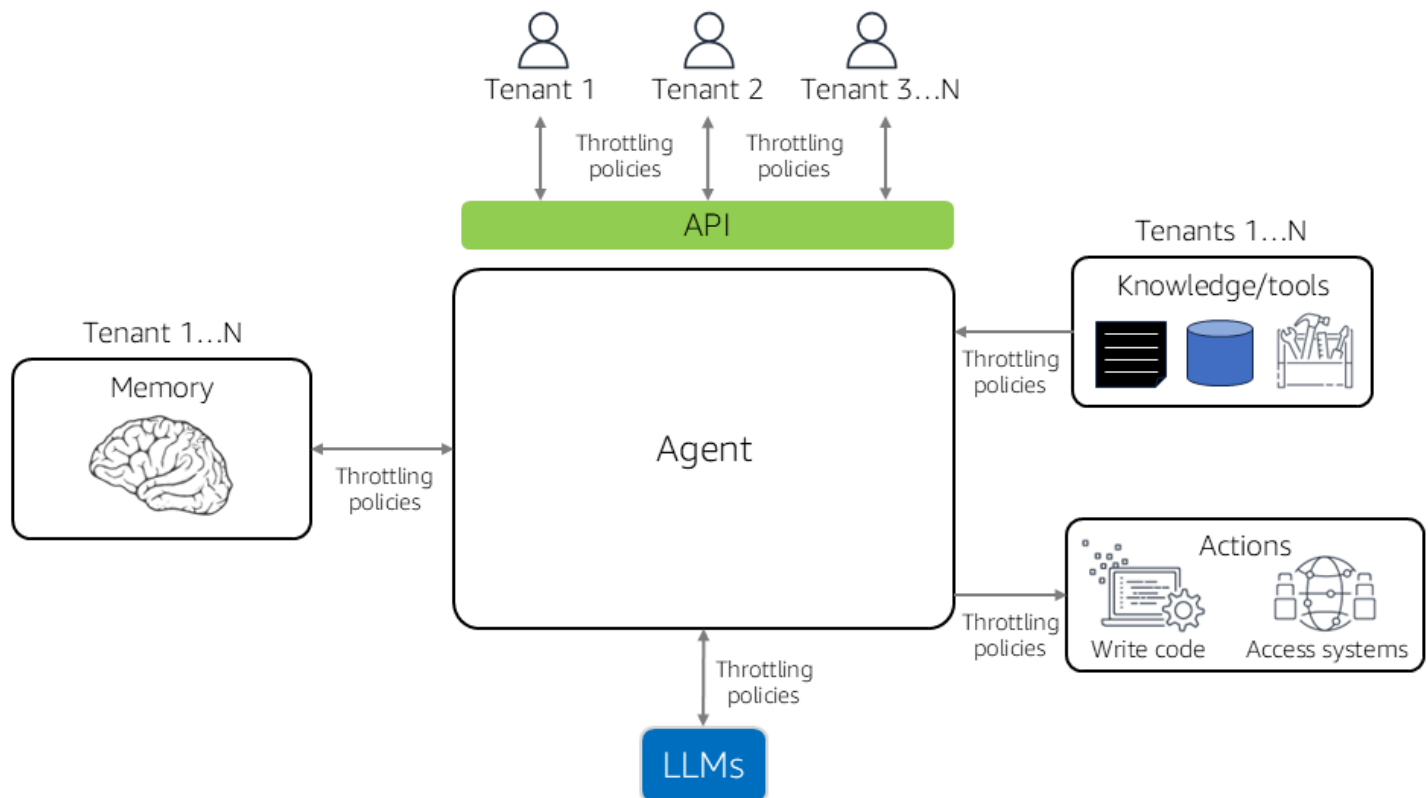 Tenant 1
Tenant 2
Tenant 3...N
Throttling
policies
Throttling
policies
API
Tenants 1...N
Knowledge/tools
Throttling
policies
Tenant 1...N
Memory
Throttling
policies
Agent
Actions
Write code
Access systems
Throttling
policies
Throttling
policies
LLMs